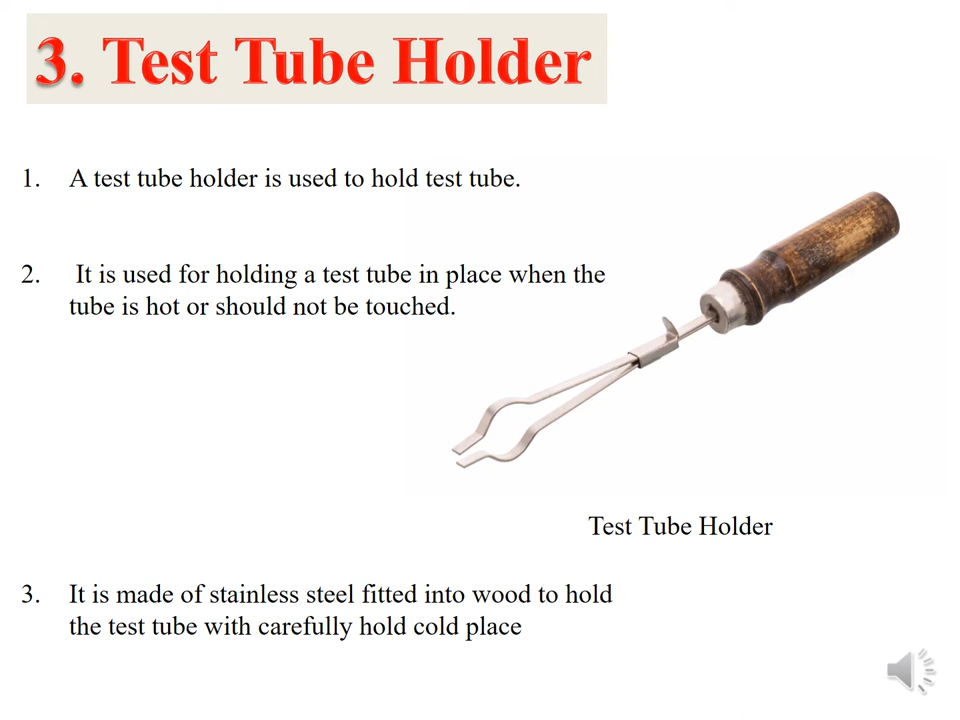 3. Test Tube Holder
1. A test tube holder is used to hold test tube.
2. It is used for holding a test tube in place when the
tube is hot or should not be touched.
Test Tube Holder
3. It is made of stainless steel fitted into wood to hold
the test tube with carefully hold cold place